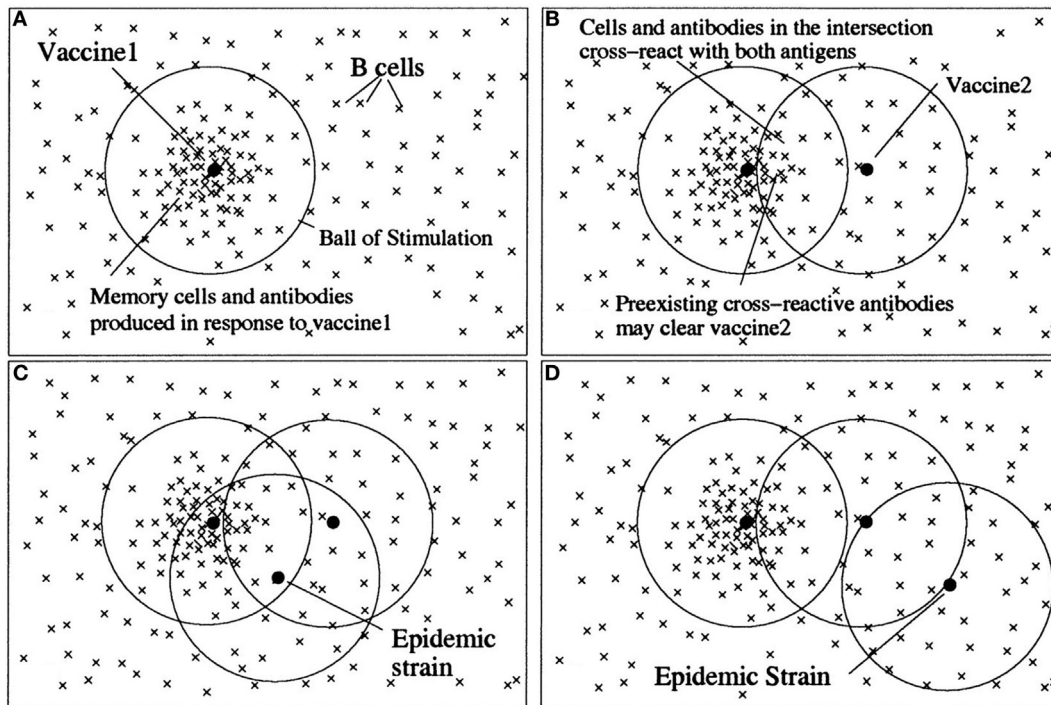 A
Vaccine1
B cells
Ball of Stimulation
Memory cells and antibodies
produced in response to vaccine1
B
Cells and antibodies in the intersection
cross-react with both antigens
Vaccine2
Preexisting cross-reactive antibodies
may clear vaccine2
C
Epidemic
strain
D
Epidemic Strain